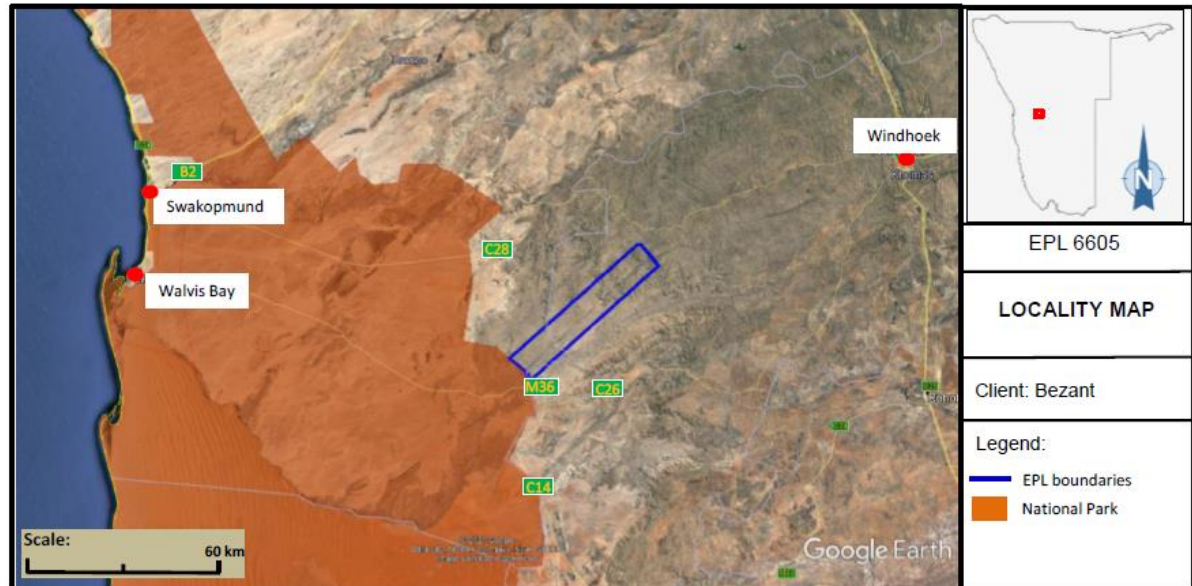 B2
Swakopmund
Walvis Bay
C28
Windhoek
M36
C26
C14
Scale:
60 km
Google Earth
N
EPL 6605
LOCALITY MAP
Client: Bezant
Legend:
EPL boundaries
National Park